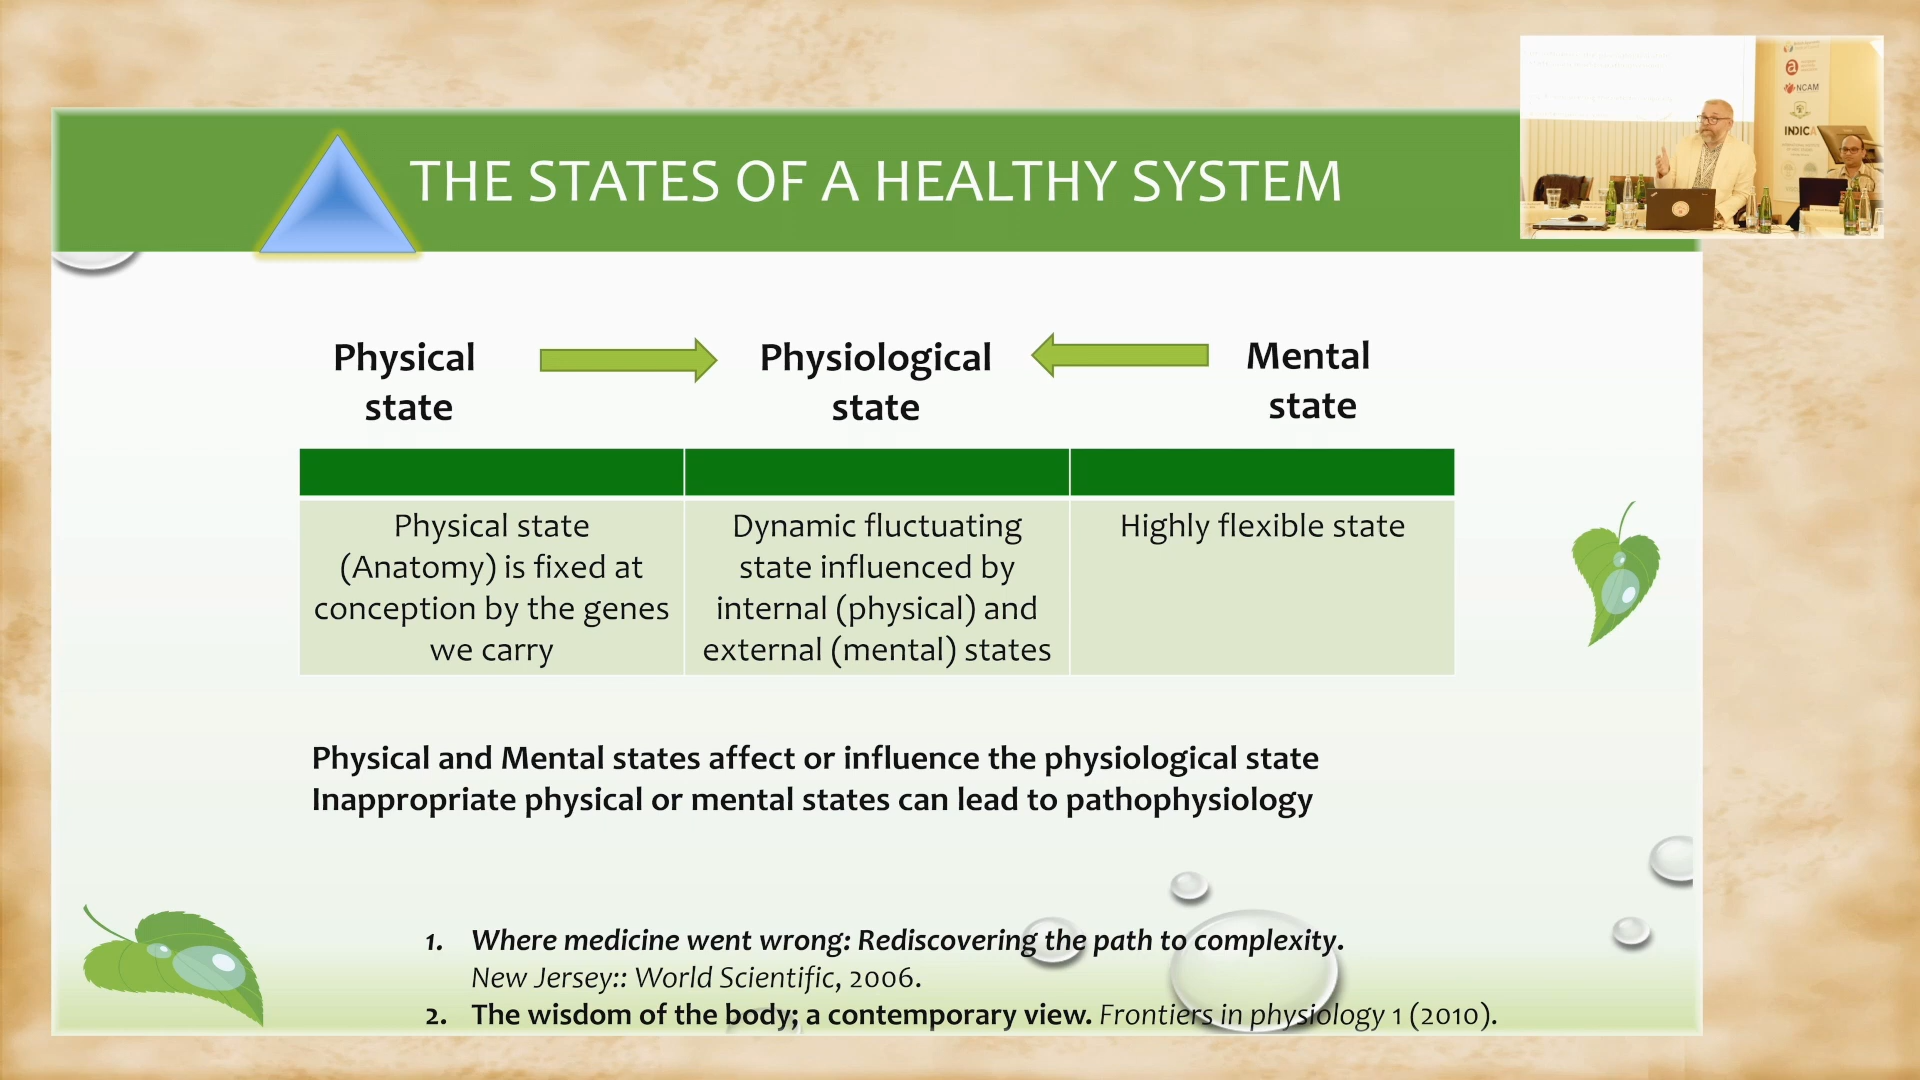 THE STATES OF A HEALTHY SYSTEM
NCAM
INDICA
Physical
state
Physiological
state
Mental
state
Physical state
(Anatomy) is fixed at
conception by the genes
we carry
Dynamic fluctuating
state influenced by
internal (physical) and
external (mental) states
Highly flexible state
Physical and Mental states affect or influence the physiological state
Inappropriate physical or mental states can lead to pathophysiology
1. Where medicine went wrong: Rediscovering the path to complexity.
New Jersey:: World Scientific, 2006.
2. The wisdom of the body; a contemporary view. Frontiers in physiology 1 (2010).